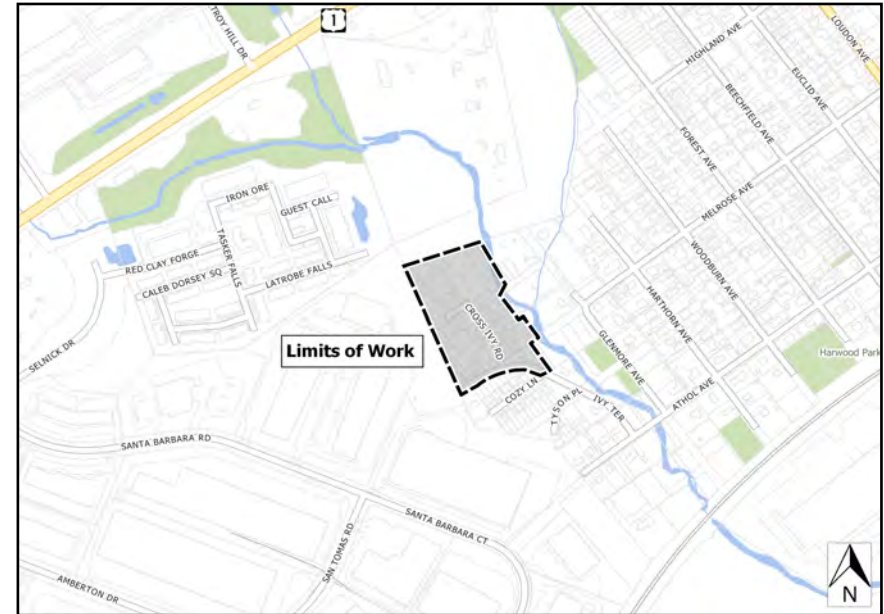 1
TROY HILL DR
LOUDON AVE
HIGHLAND AVE
EUCLID AVE
BEECHFIELD AVE
FOREST AVE
MELROSE AVE
IRON ORE
GUEST CALL
TASKER FALLS
RED CLAY FORGE
CALEB DORSEY SQ
LATROBE FALLS
WOODBURN AVE
HARTHORN AVE
SELNICK DR
Limits of Work
CROSS IVY RD
GLENMORE AVE
Harwood Park
COZY LN
TYSON PL
IVY TER
ATHOL AVE
SANTA BARBARA RD
SANTA BARBARA CT
SAN TOMAS RD
AMBERTON DR
N